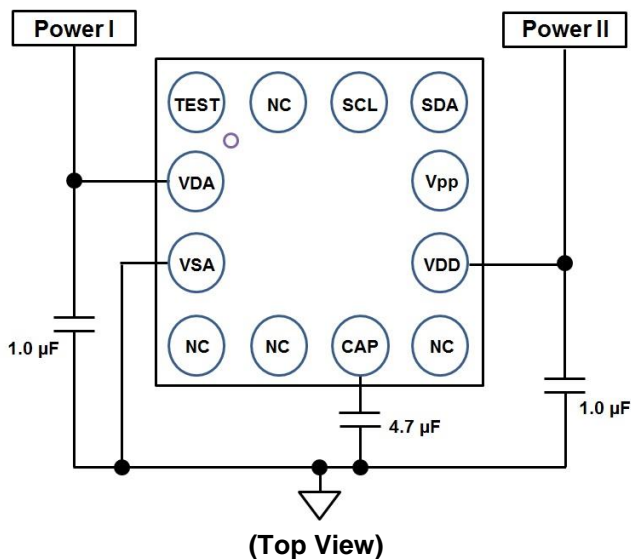 Power I
Power II
TEST NC SCL SDA
VDA Vpp
VSA VDD
1.0 µF
NC NC CAP NC
4.7 µF
1.0 µF
(Top View)